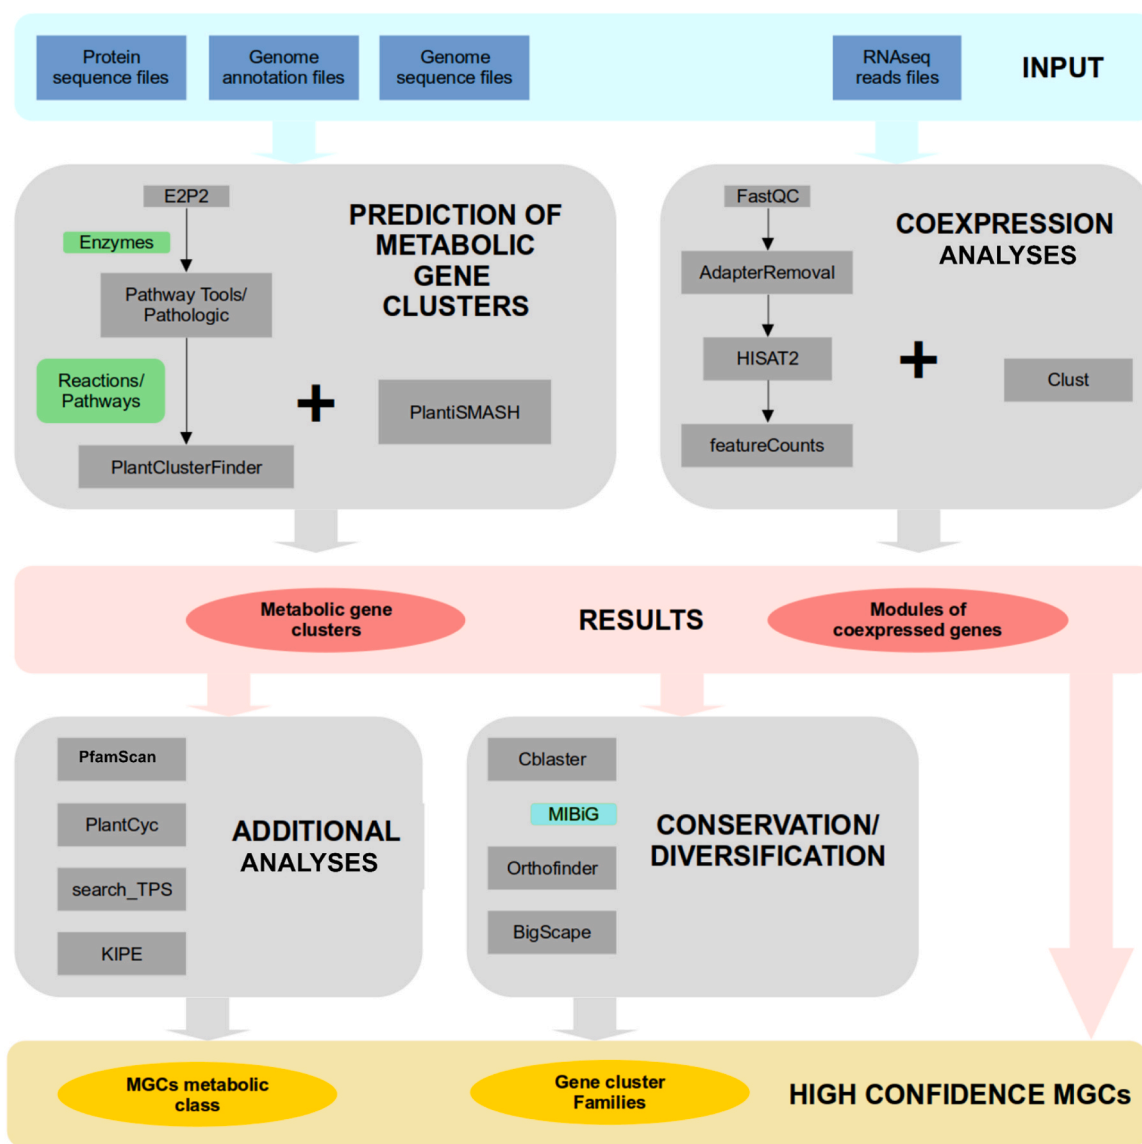 Protein
sequence files
Genome
annotation files
Genome
sequence files
RNAseq
reads files
INPUT
E2P2
Enzymes
Pathway Tools/
Pathologic
Reactions/
Pathways
PlantClusterFinder
PREDICTION OF
METABOLIC
GENE
CLUSTERS
+
PlantiSMASH
FastQC
AdapterRemoval
HISAT2
featureCounts
COEXPRESSION
ANALYSES
+
Clust
Metabolic gene
clusters
RESULTS
Modules of
coexpressed genes
PfamScan
PlantCyc
search_TPS
KIPE
ADDITIONAL
ANALYSES
Cblaster
MIBiG
Orthofinder
BigScape
CONSERVATION/
DIVERSIFICATION
MGCs metabolic
class
Gene cluster
Families
HIGH CONFIDENCE MGCs